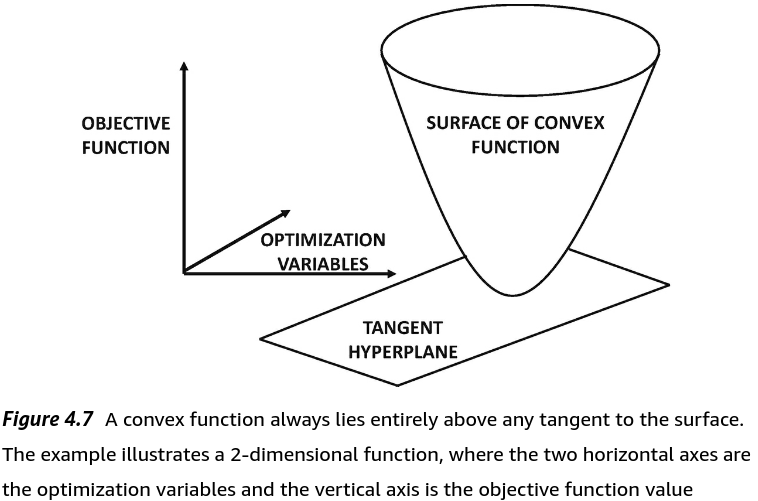 OBJECTIVE
FUNCTION
SURFACE OF CONVEX
FUNCTION
OPTIMIZATION
VARIABLES
TANGENT
HYPERPLANE
Figure 4.7 A convex function always lies entirely above any tangent to the surface.
The example illustrates a 2-dimensional function, where the two horizontal axes are
the optimization variables and the vertical axis is the objective function value